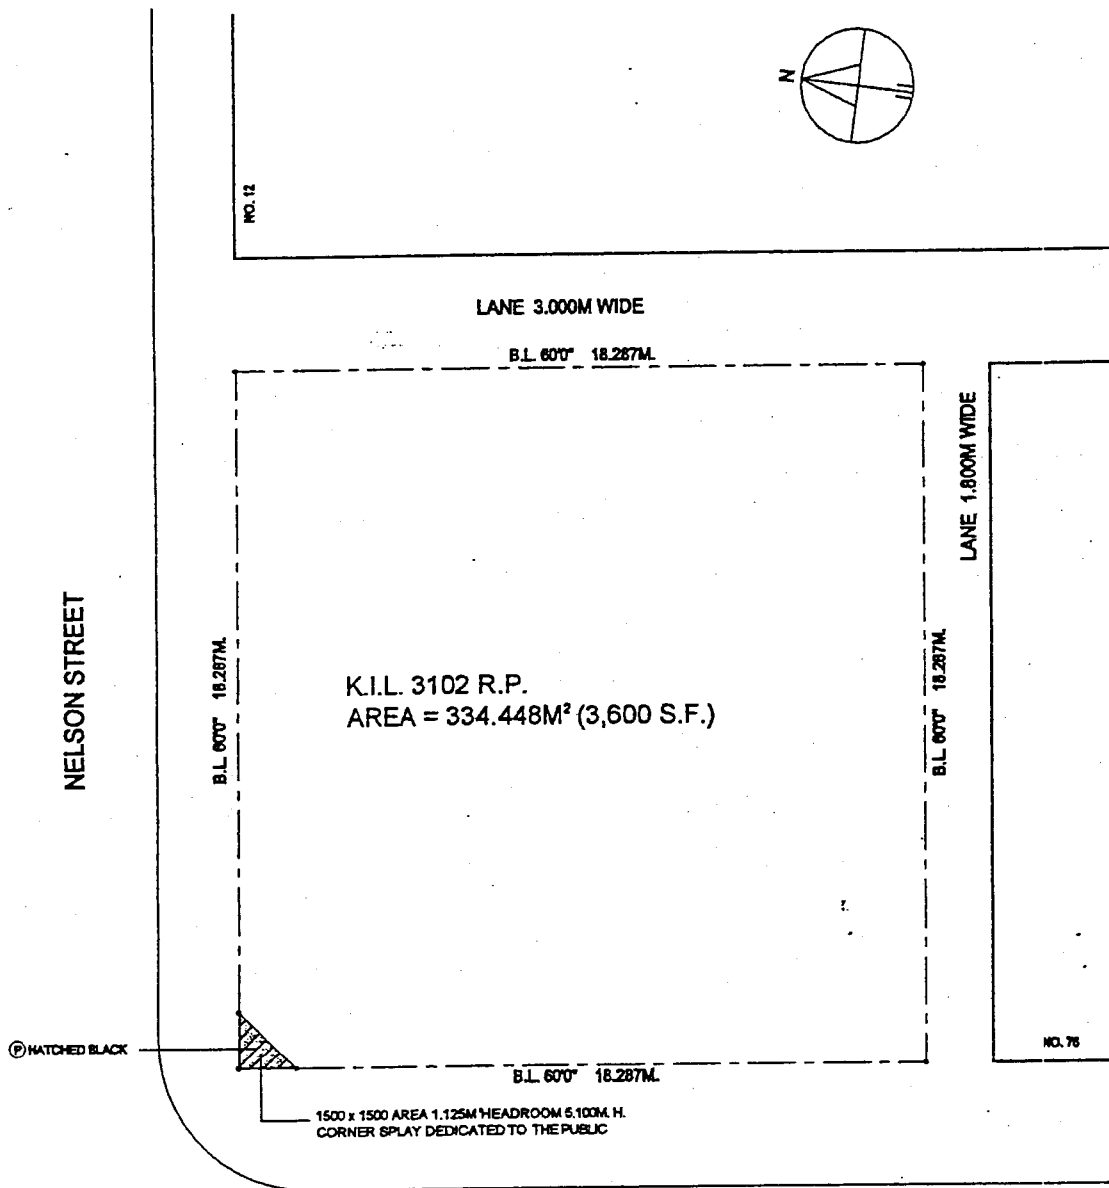 N
NO. 12
LANE 3.000M WIDE
B.L. 60'0" 18.287M.
LANE 1.800M WIDE
NELSON STREET
B.L. 60'0" 18.287M.
K.I.L. 3102 R.P.
AREA = 334.448M² (3,600 S.F.)
B.L. 60'0" 18.287M.
Ⓟ HATCHED BLACK
NO. 76
B.L. 60'0" 18.287M.
1500 x 1500 AREA 1.125M² HEADROOM 5.100M. H.
CORNER SPLAY DEDICATED TO THE PUBLIC